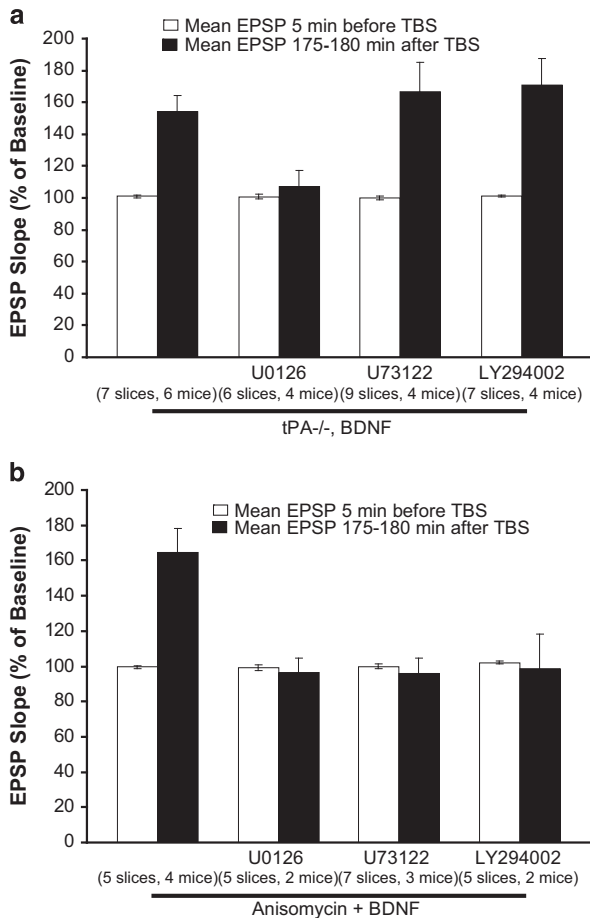 a
Mean EPSP 5 min before TBS
Mean EPSP 175-180 min after TBS
EPSP Slope (% of Baseline)
200
180
160
140
120
100
80
60
40
20
0
U0126 U73122 LY294002
(7 slices, 6 mice)(6 slices, 4 mice)(9 slices, 4 mice)(7 slices, 4 mice)
tPA-/-, BDNF
b
Mean EPSP 5 min before TBS
Mean EPSP 175-180 min after TBS
EPSP Slope (% of Baseline)
200
180
160
140
120
100
80
60
40
20
0
U0126 U73122 LY294002
(5 slices, 4 mice)(5 slices, 2 mice)(7 slices, 3 mice)(5 slices, 2 mice)
Anisomycin + BDNF